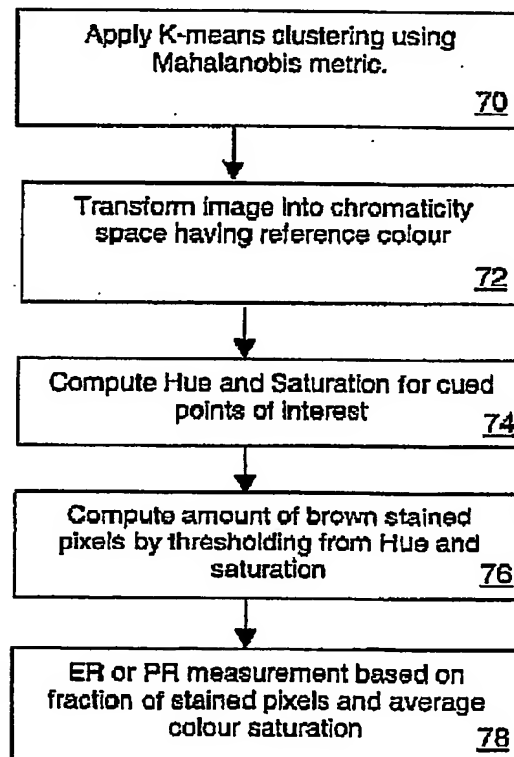 Apply K-means clustering using
Mahalanobis metric.
70
Transform image into chromaticity
space having reference colour
72
Compute Hue and Saturation for cued
points of interest
74
Compute amount of brown stained
pixels by thresholding from Hue and
saturation
76
ER or PR measurement based on
fraction of stained pixels and average
colour saturation
78